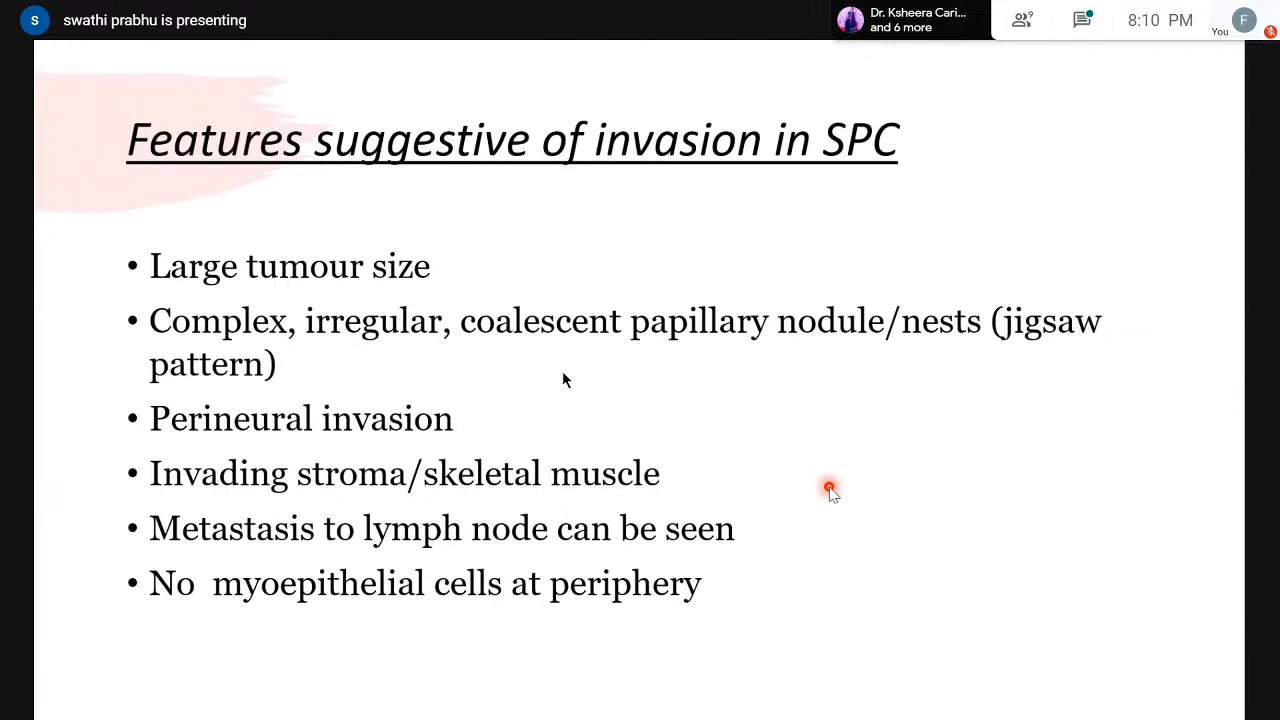 S swathi prabhu is presenting
Dr. Ksheera Cari...
and 6 more
9
8:10 PM
You
F
Features suggestive of invasion in SPC
• Large tumour size
• Complex, irregular, coalescent papillary nodule/nests (jigsaw
pattern)
• Perineural invasion
• Invading stroma/skeletal muscle
• Metastasis to lymph node can be seen
• No myoepithelial cells at periphery